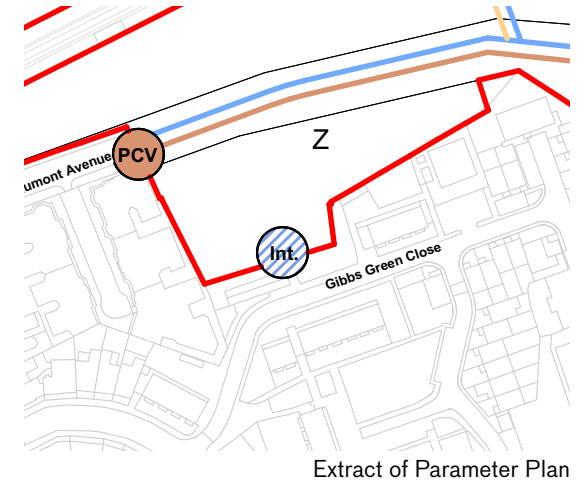 Z
PCV
umont Avenue
Int.
Gibbs Green Close
Extract of Parameter Plan